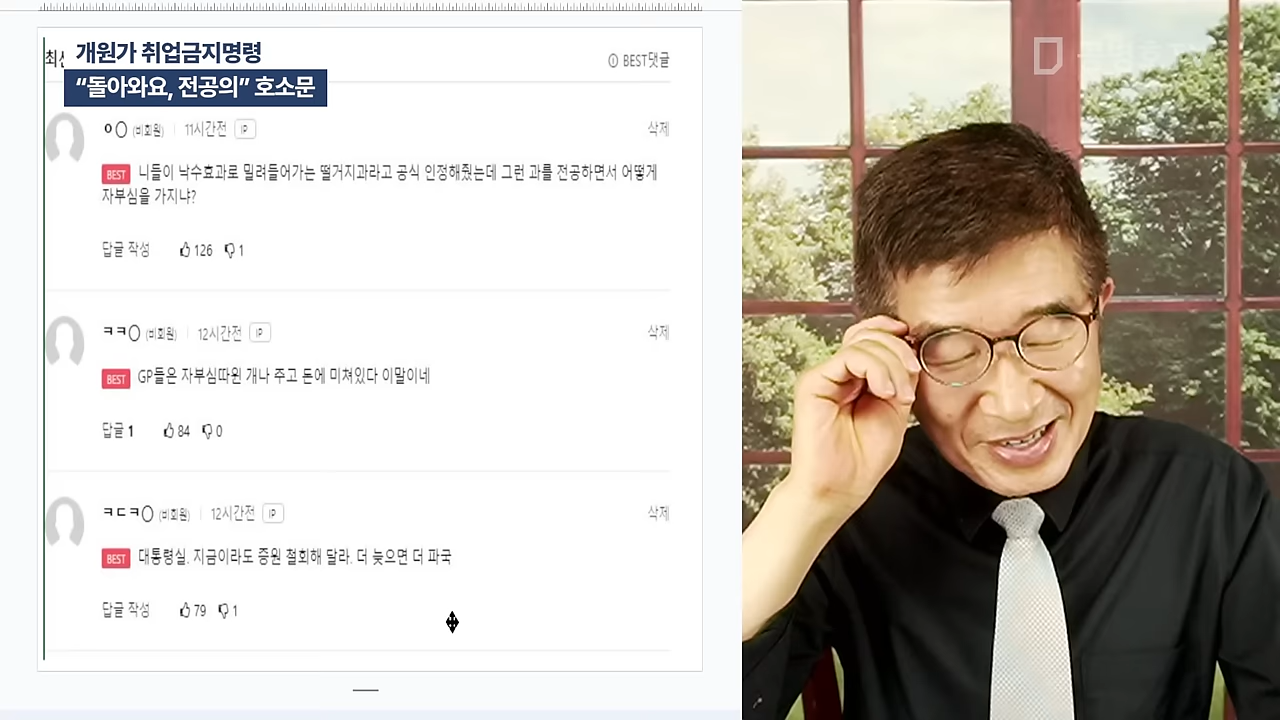 개원가 취업금지명령
“돌아와요, 전공의” 호소문
BEST댓글
ㅇ○ (비회원) 11시간전 IP 삭제
BEST 니들이 낙수효과로 밀려들어가는 떨거지과라고 공식 인정해줬는데 그런 과를 전공하면서 어떻게
자부심을 가지냐?
답글 작성 126 1
ㅋㅋ○ (비회원) 12시간전 IP 삭제
BEST GP들은 자부심따윈 개나 주고 돈에 미쳐있다 이말이네
답글 1 84 0
ㅋㄷㅋ○ (비회원) 12시간전 IP 삭제
BEST 대통령실. 지금이라도 증원 철회해 달라. 더 늦으면 더 파국
답글 작성 79 1